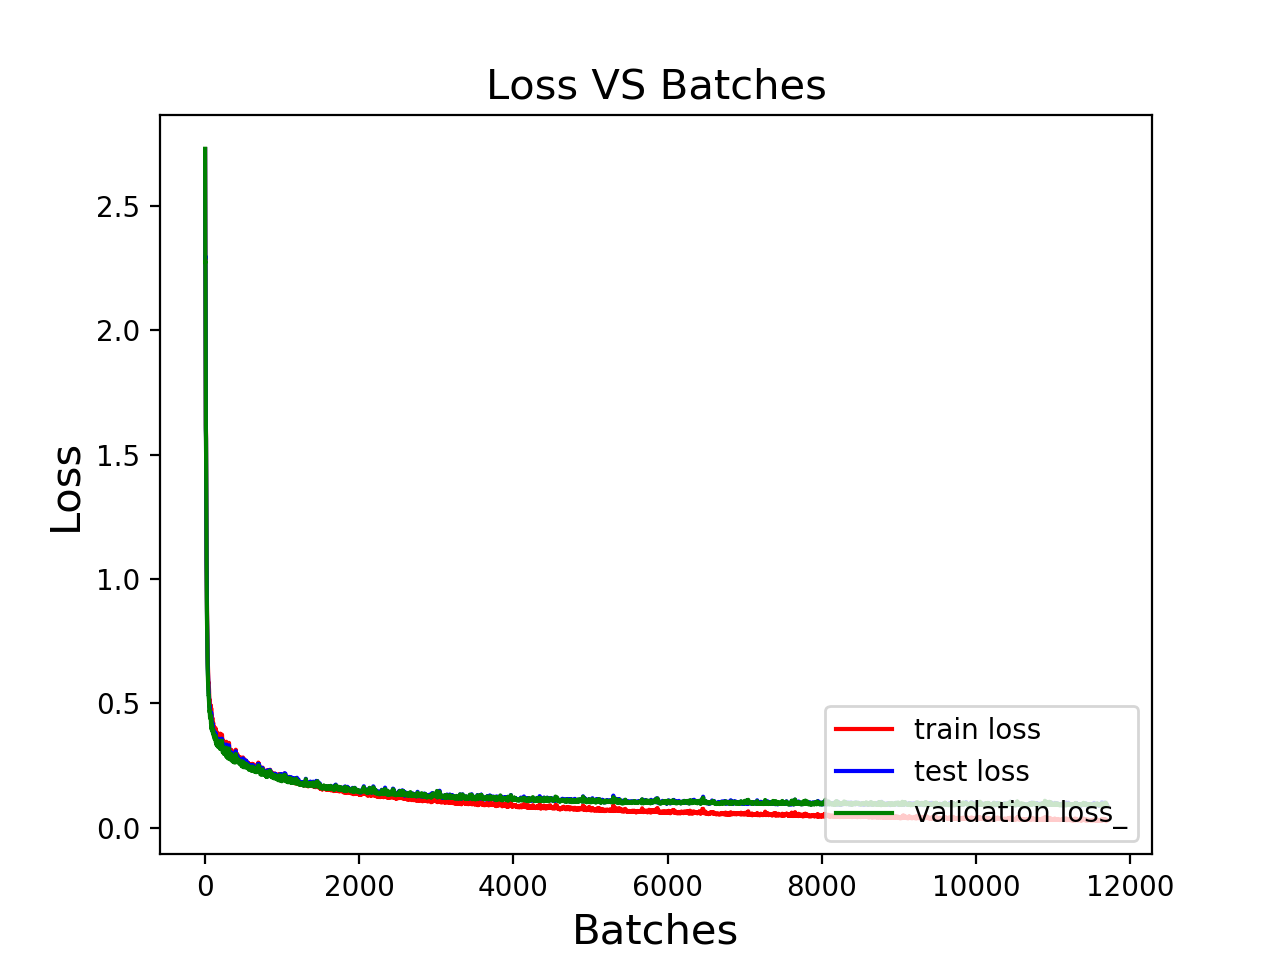 Loss VS Batches
2.5
2.0
1.5
1.0
0.5
0.0
Loss
train loss
test loss
validation loss_
0 2000 4000 6000 8000 10000 12000
Batches